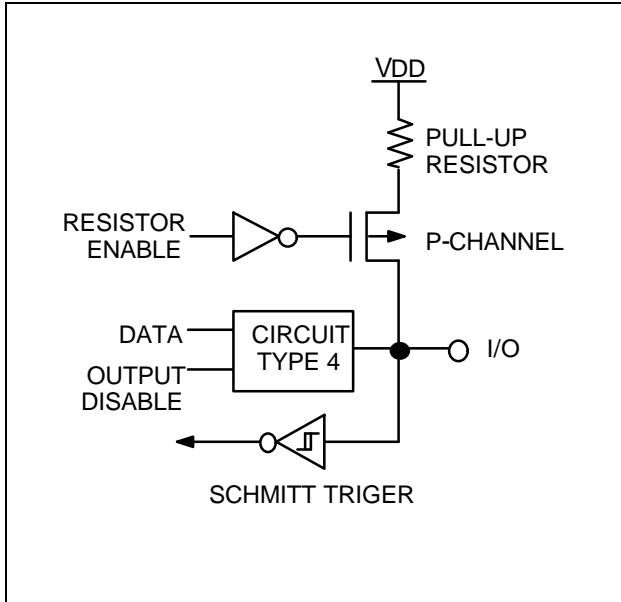 VDD
PULL-UP
RESISTOR
RESISTOR
ENABLE
P-CHANNEL
DATA
CIRCUIT
TYPE 4
I/O
OUTPUT
DISABLE
SCHMITT TRIGER